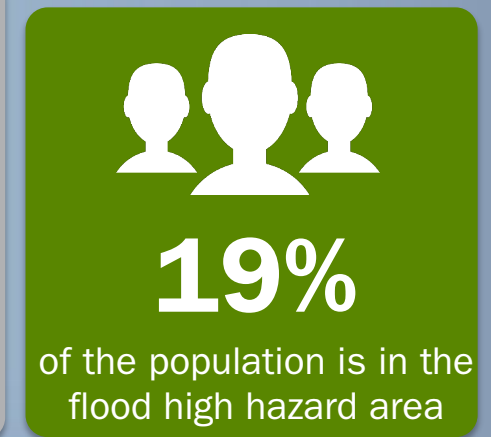 19%
of the population is in the
flood high hazard area